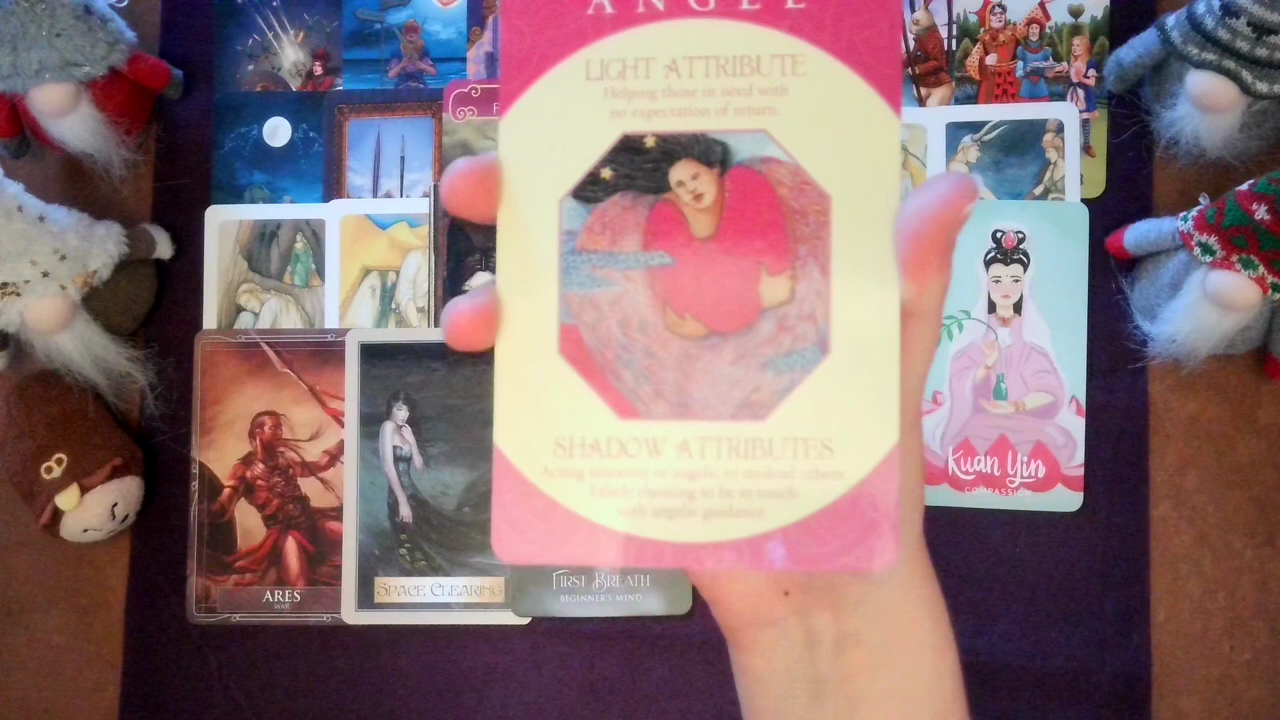 ANGEL
LIGHT ATTRIBUTE
Helping those in need with
no expectation of return.
SHADOW ATTRIBUTES
Acting innocent or angelic to mislead others
Falsely claiming to be in touch
with angelic guidance
Kuan Yin
COMPASSION
ARES
WAR
SPACE CLEARING
FIRST BREATH
BEGINNER'S MIND